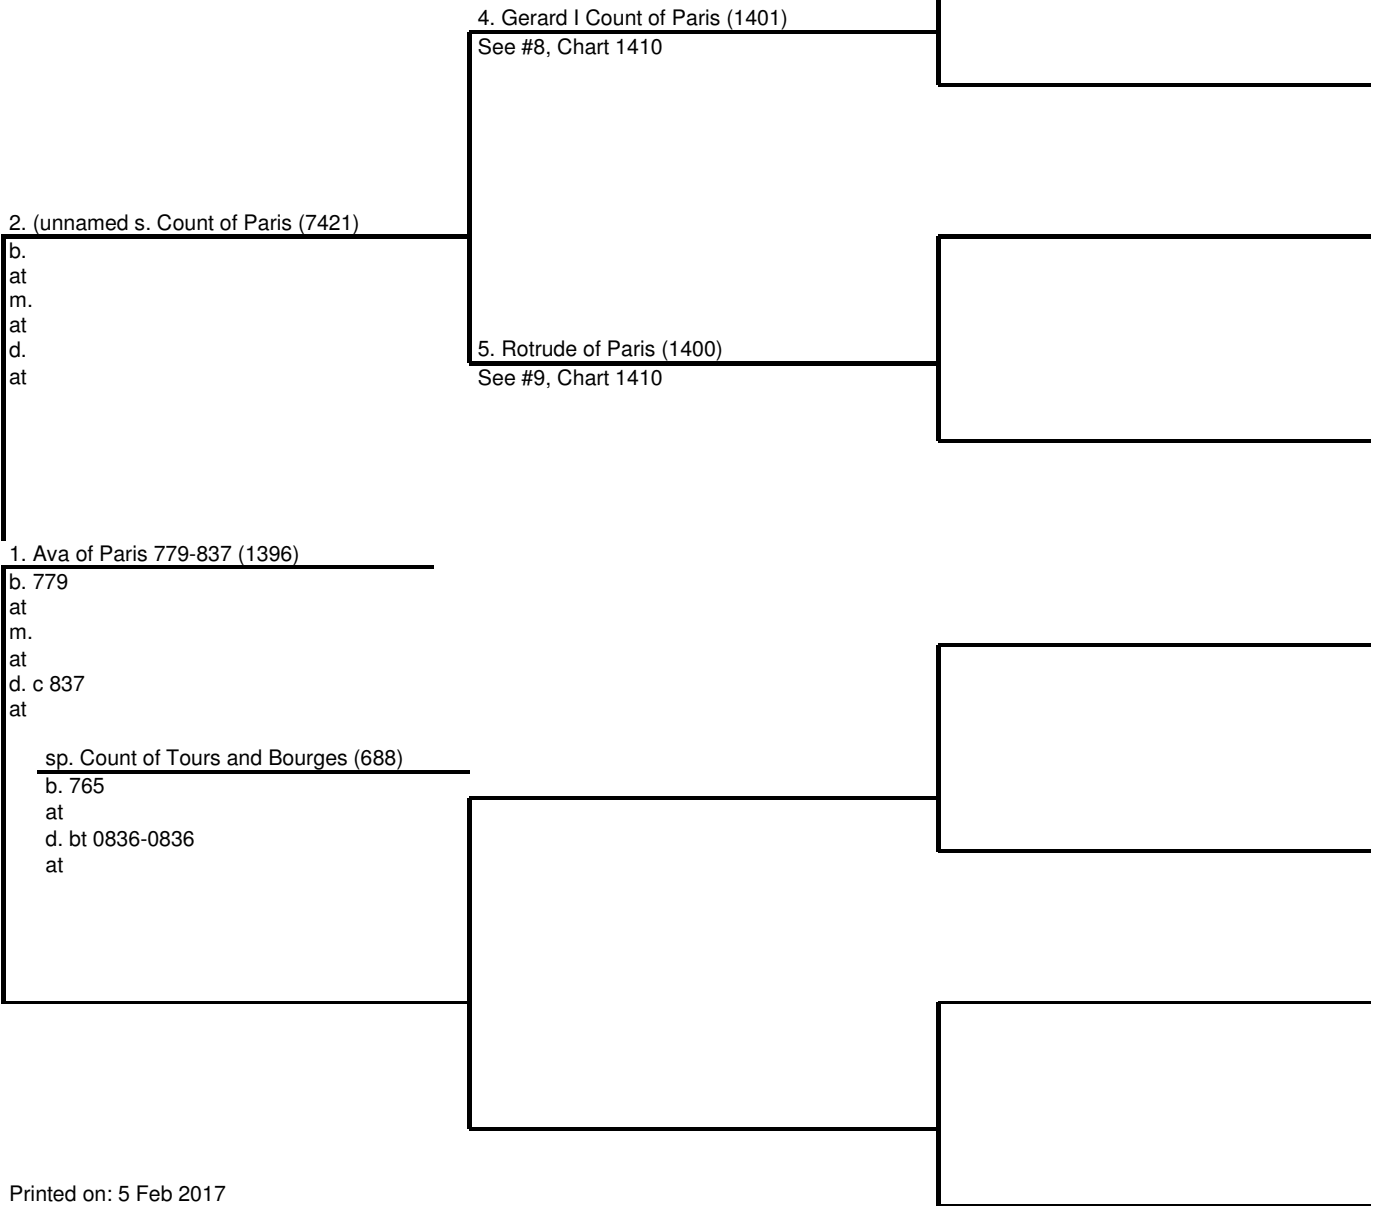 4. Gerard I Count of Paris (1401)
See #8, Chart 1410
2. (unnamed s. Count of Paris (7421)
b.
at
m.
at
d.
at
5. Rotrude of Paris (1400)
See #9, Chart 1410
1. Ava of Paris 779-837 (1396)
b. 779
at
m.
at
d. c 837
at
sp. Count of Tours and Bourges (688)
b. 765
at
d. bt 0836-0836
at
Printed on: 5 Feb 2017